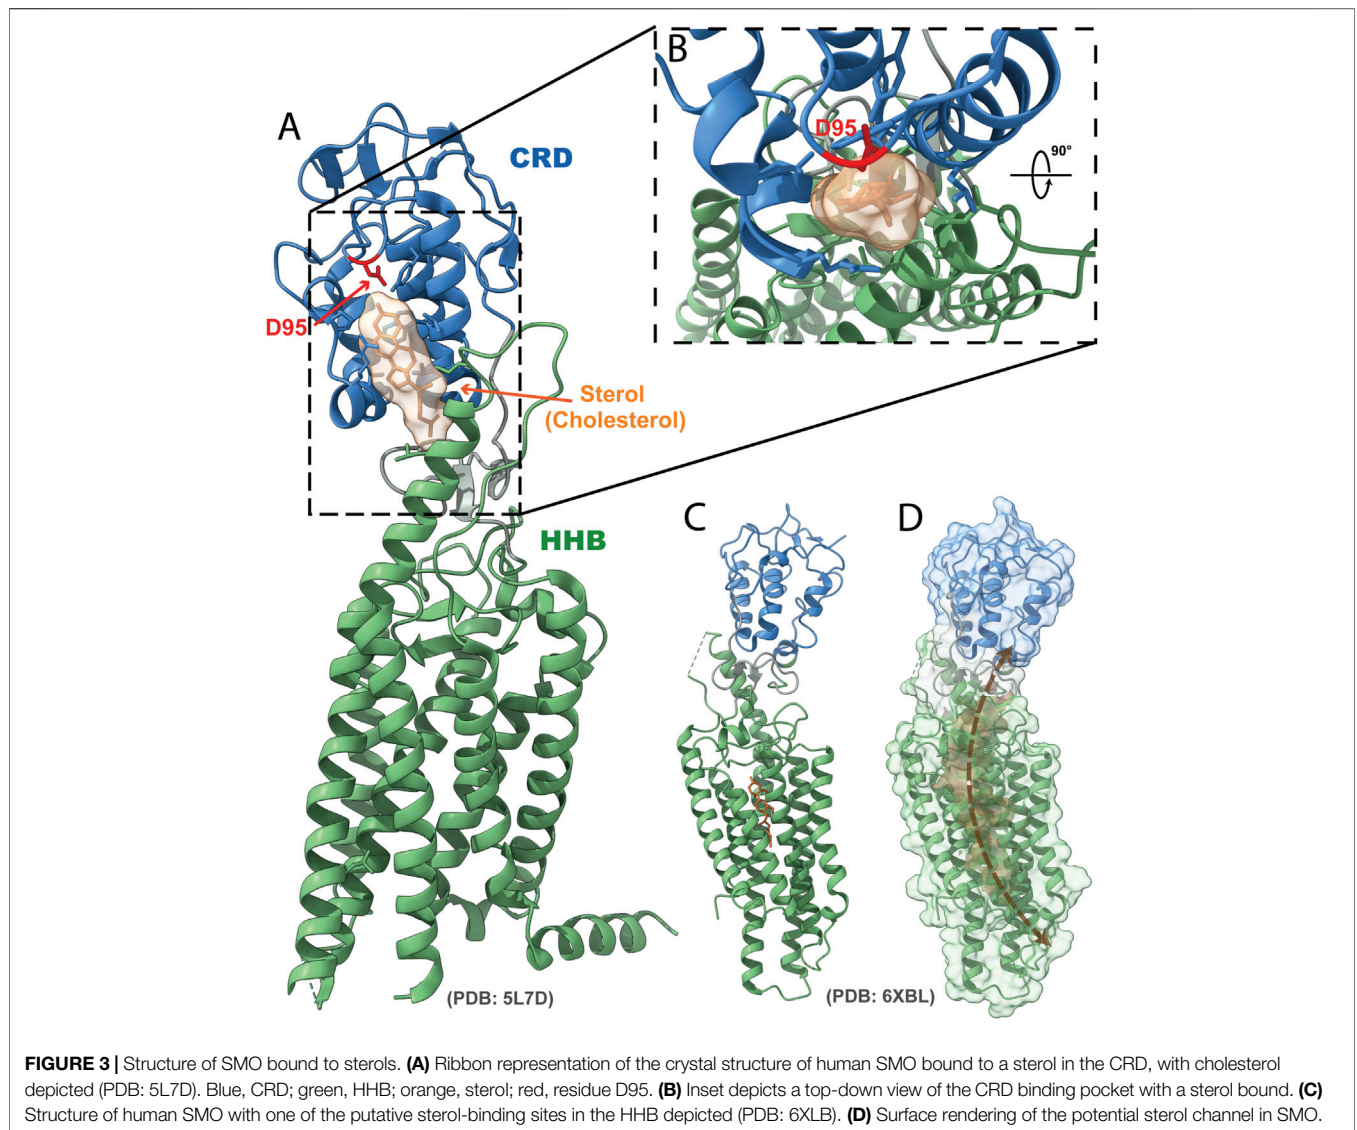 A
CRD
D95
Sterol
(Cholesterol)
HHB
(PDB: 5L7D)
B
D95
90°
C
D
(PDB: 6XBL)
FIGURE 3 | Structure of SMO bound to sterols. (A) Ribbon representation of the crystal structure of human SMO bound to a sterol in the CRD, with cholesterol
depicted (PDB: 5L7D). Blue, CRD; green, HHB; orange, sterol; red, residue D95. (B) Inset depicts a top-down view of the CRD binding pocket with a sterol bound. (C)
Structure of human SMO with one of the putative sterol-binding sites in the HHB depicted (PDB: 6XLB). (D) Surface rendering of the potential sterol channel in SMO.